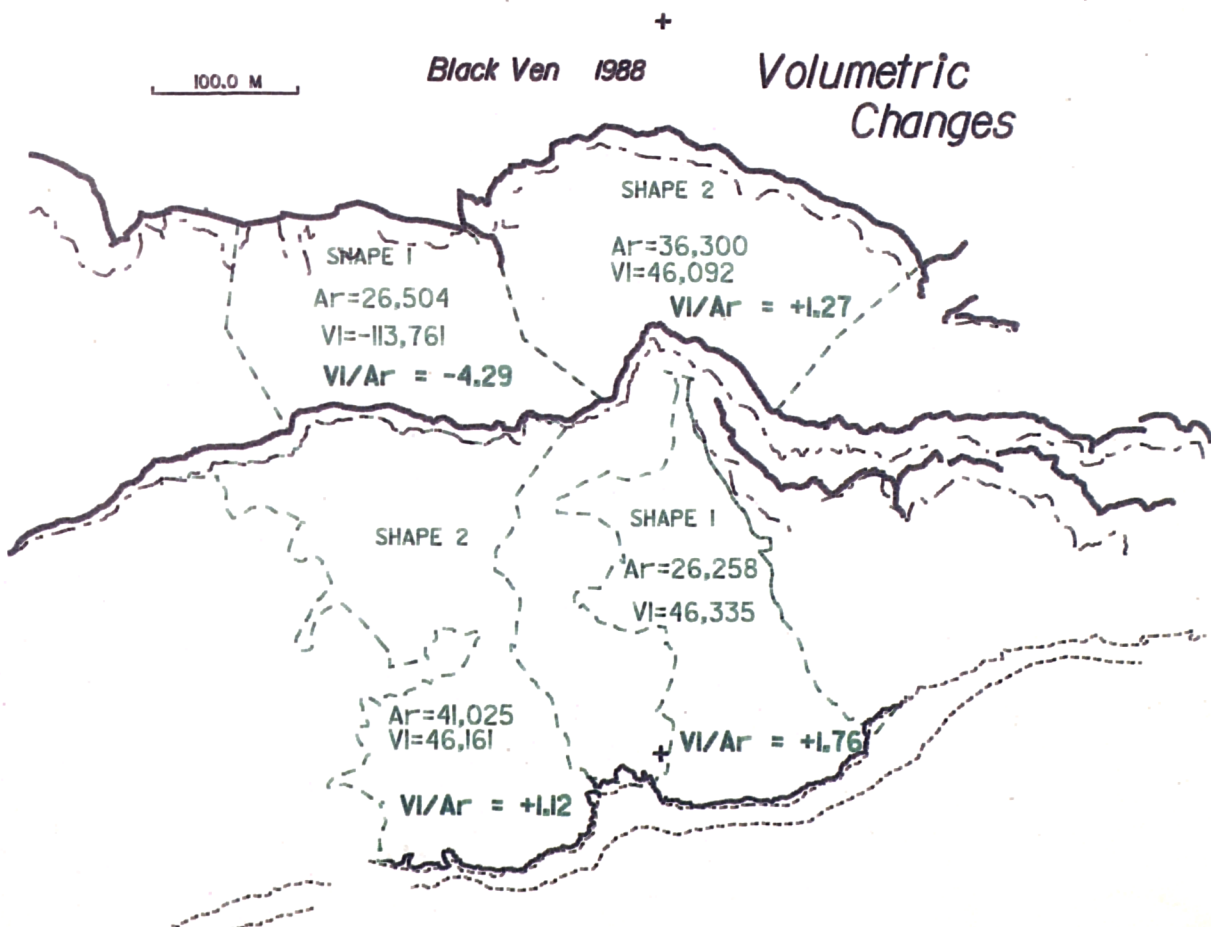 100.0 M
Black Ven 1988
Volumetric
Changes
SHAPE 1
Ar=26,504
Vl=-113,761
Vl/Ar = -4.29
SHAPE 2
Ar=36,300
Vl=46,092
Vl/Ar = +1.27
SHAPE 2
Ar=41,025
Vl=46,161
Vl/Ar = +1.12
SHAPE 1
Ar=26,258
Vl=46,335
Vl/Ar = +1.76